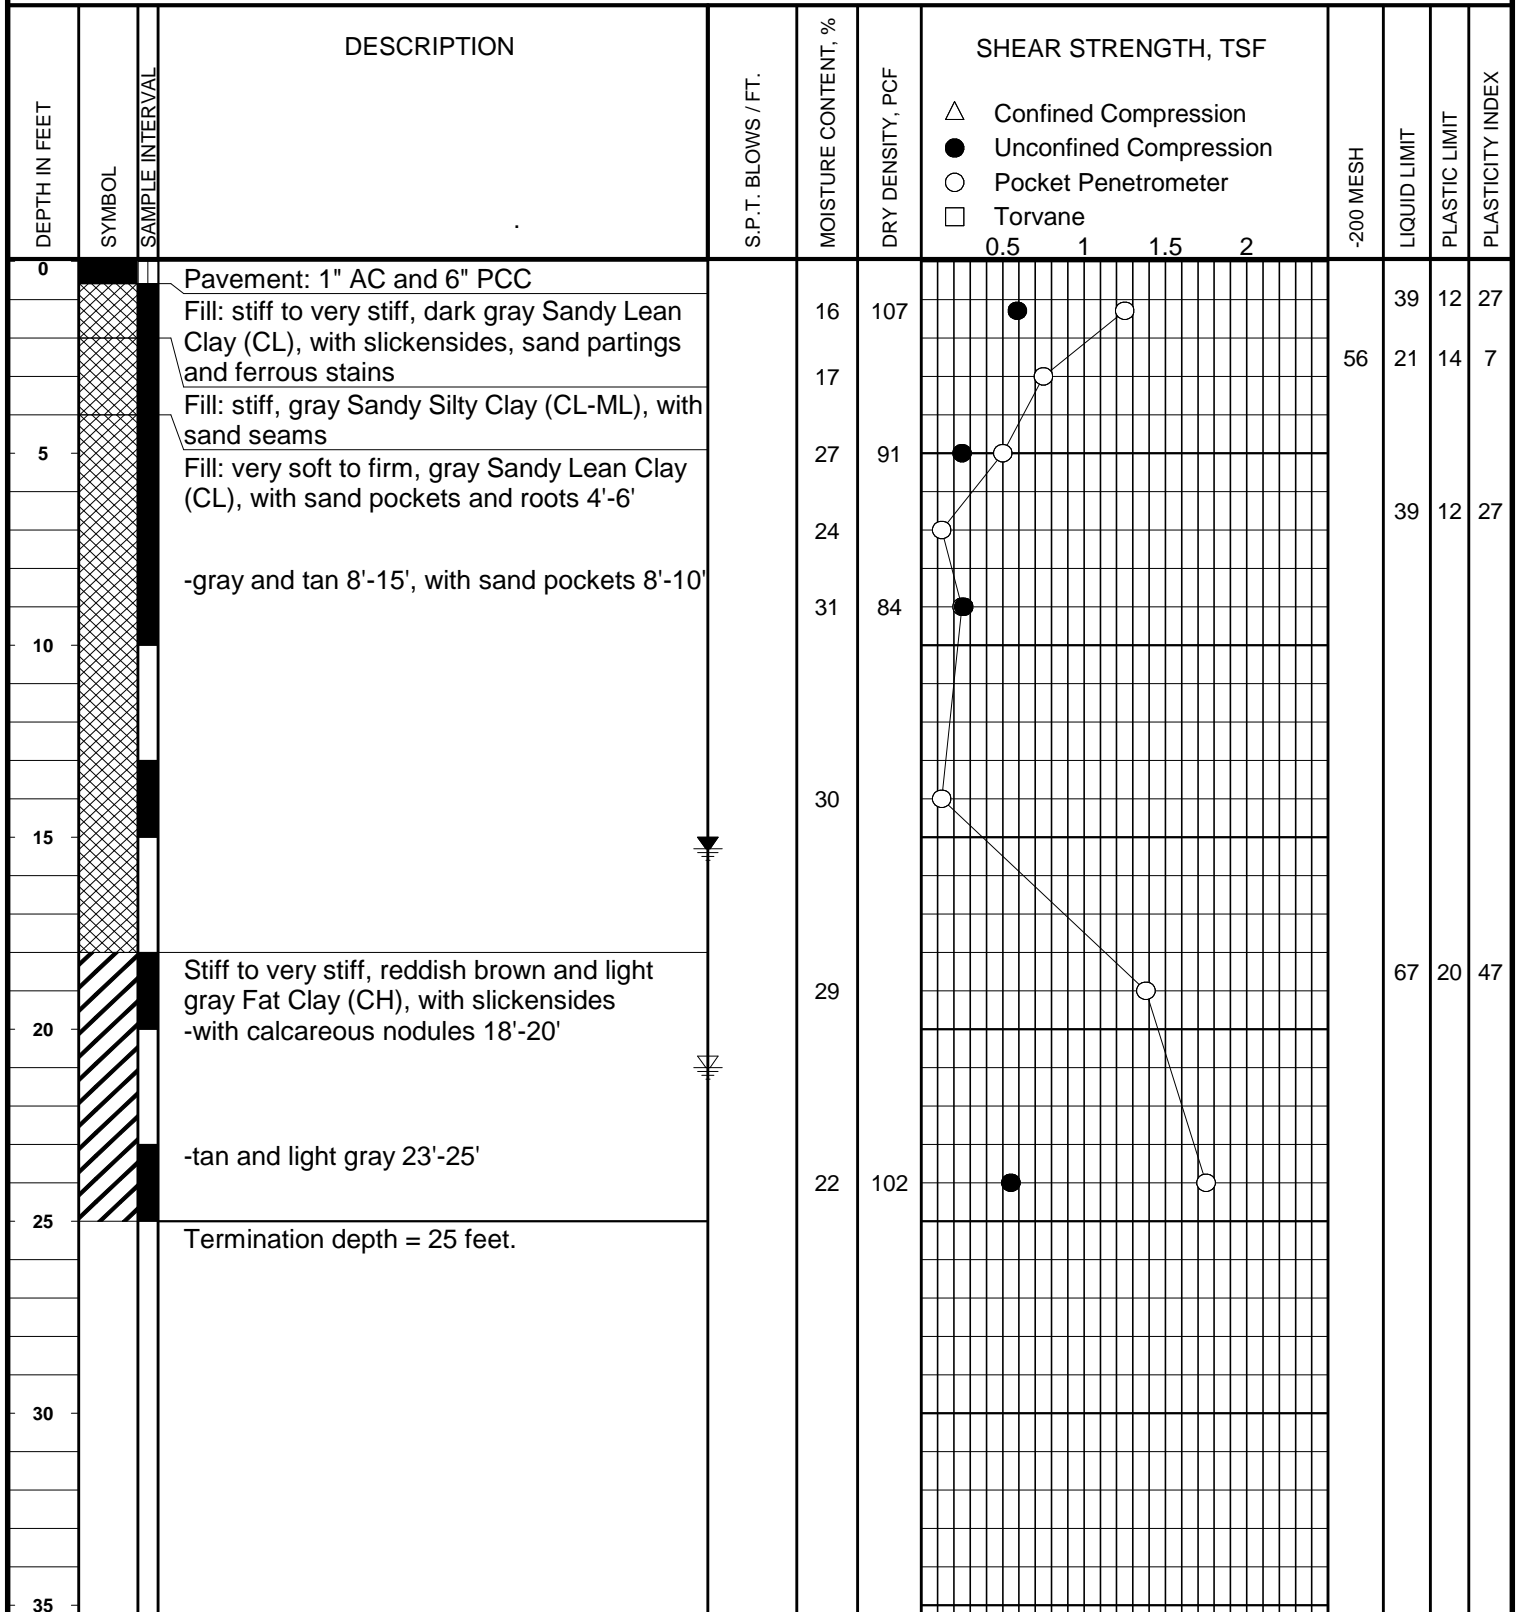 DEPTH IN FEET
SYMBOL
SAMPLE INTERVAL
DESCRIPTION
.
S.P.T. BLOWS / FT.
MOISTURE CONTENT, %
DRY DENSITY, PCF
SHEAR STRENGTH, TSF
Confined Compression
Unconfined Compression
Pocket Penetrometer
Torvane
0.5 1 1.5 2
-200 MESH
LIQUID LIMIT
PLASTIC LIMIT
PLASTICITY INDEX
0
Pavement: 1" AC and 6" PCC
Fill: stiff to very stiff, dark gray Sandy Lean
Clay (CL), with slickensides, sand partings
and ferrous stains
16 107
39 12 27
17
56 21 14 7
Fill: stiff, gray Sandy Silty Clay (CL-ML), with
sand seams
5
27 91
Fill: very soft to firm, gray Sandy Lean Clay
(CL), with sand pockets and roots 4'-6'
24
39 12 27
-gray and tan 8'-15', with sand pockets 8'-10'
31 84
10
30
15
Stiff to very stiff, reddish brown and light
gray Fat Clay (CH), with slickensides
-with calcareous nodules 18'-20'
29
67 20 47
20
-tan and light gray 23'-25'
22 102
25
Termination depth = 25 feet.
30
35